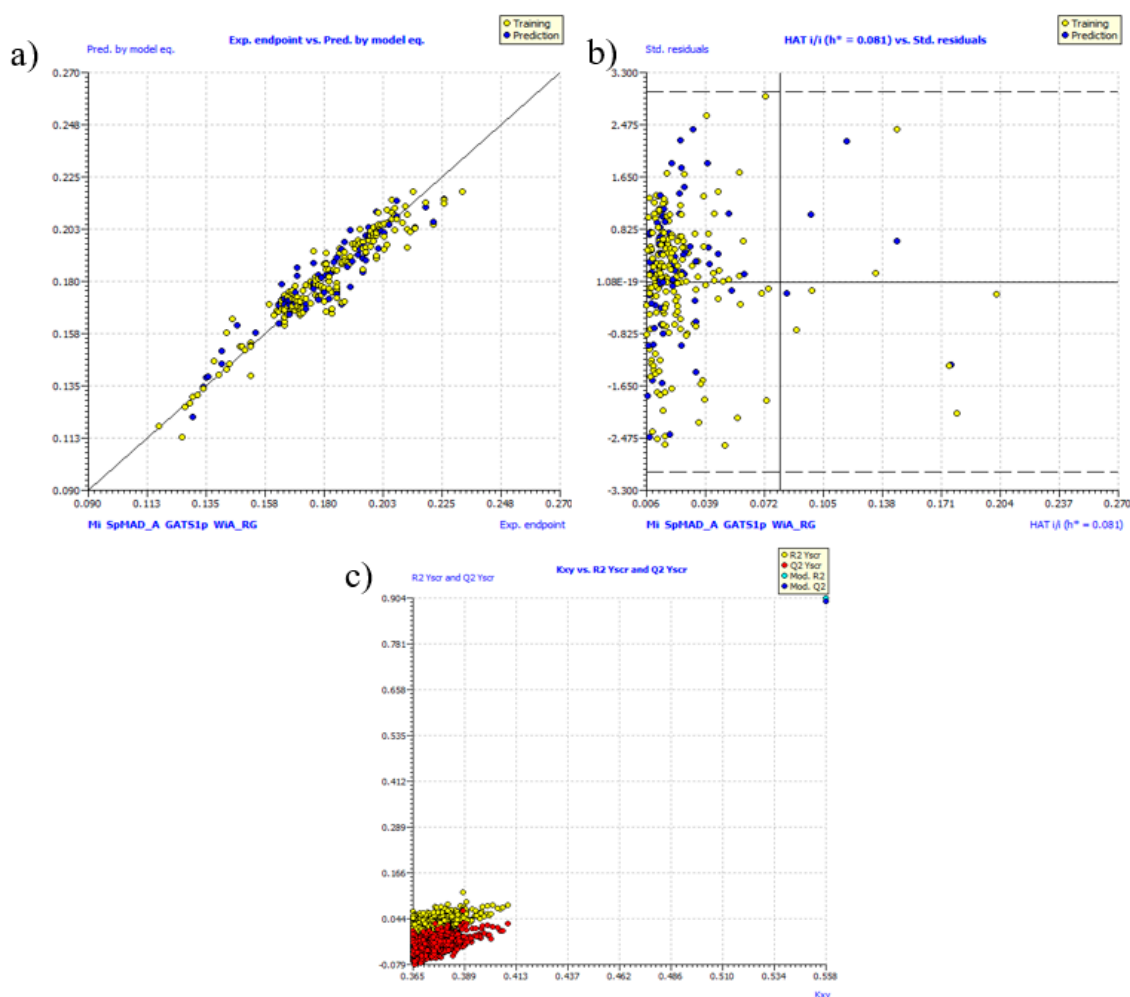 a)
Exp. endpoint vs. Pred. by model eq.
Pred. by model eq.
Training
Prediction
0.270
0.248
0.225
0.203
0.180
0.158
0.135
0.113
0.090
0.090 0.113 0.135 0.158 0.180 0.203 0.225 0.248 0.270
Mi SpMAD_A GATS1p WiA_RG
Exp. endpoint
b)
HAT i/i (h* = 0.081) vs. Std. residuals
Std. residuals
Training
Prediction
3.300
2.475
1.650
0.825
1.08E-19
-0.825
-1.650
-2.475
-3.300
0.006 0.039 0.072 0.105 0.138 0.171 0.204 0.237 0.270
Mi SpMAD_A GATS1p WiA_RG
HAT i/i (h* = 0.081)
c)
Kxy vs. R2 Yscr and Q2 Yscr
R2 Yscr and Q2 Yscr
R2 Yscr
Q2 Yscr
Mod. R2
Mod. Q2
0.904
0.781
0.658
0.535
0.412
0.289
0.166
0.044
-0.079
0.365 0.389 0.413 0.437 0.462 0.486 0.510 0.534 0.558
Kxy